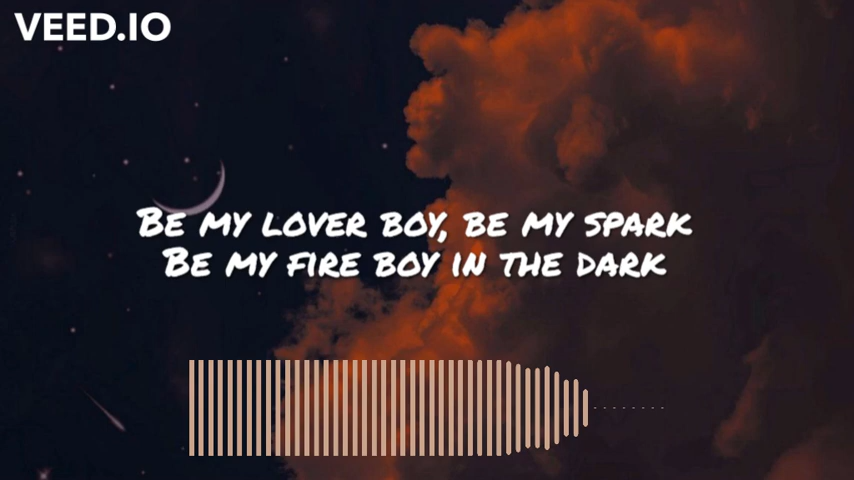 VEED.IO
BE MY LOVER BOY, BE MY SPARK
BE MY FIRE BOY IN THE DARK